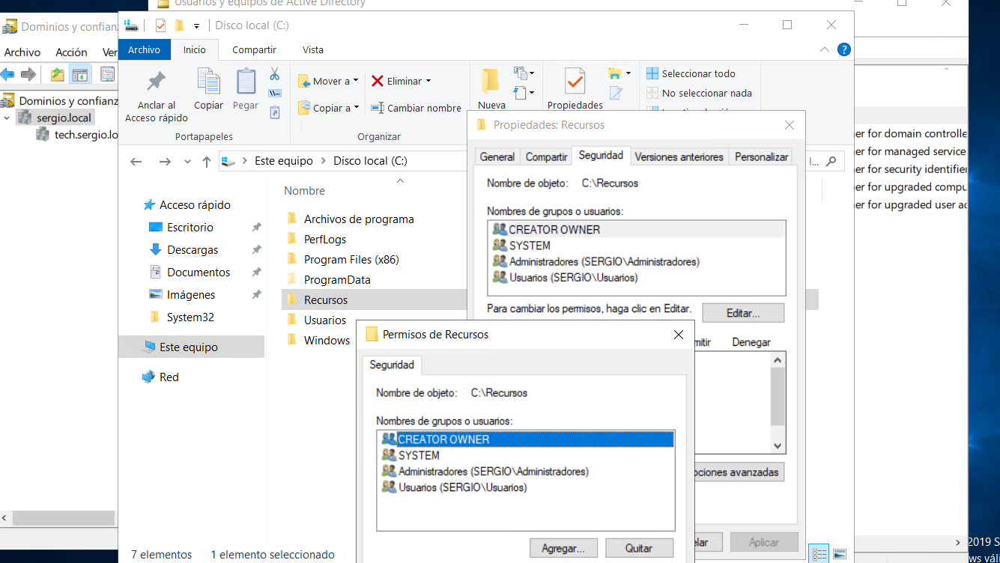 Usuarios y equipos de Active Directory
Dominios y confian
Disco local (C:)
Archivo Acción Ver
Archivo Inicio Compartir Vista
Anclar al
Acceso rápido
Copiar
Pegar
Mover a
Copiar a
Eliminar
Cambiar nombre
Nueva
Propiedades
Seleccionar todo
No seleccionar nada
Portapapeles
Organizar
Dominios y confianz
sergio.local
tech.sergio.lo
Este equipo > Disco local (C:)
Nombre
Acceso rápido
Escritorio
Descargas
Documentos
Imágenes
System32
Este equipo
Red
Archivos de programa
PerfLogs
Program Files (x86)
ProgramData
Recursos
Usuarios
Windows
7 elementos
1 elemento seleccionado
Propiedades: Recursos
General Compartir Seguridad Versiones anteriores Personalizar
Nombre de objeto: C:\Recursos
Nombres de grupos o usuarios:
CREATOR OWNER
SYSTEM
Administradores (SERGIO\Administradores)
Usuarios (SERGIO\Usuarios)
Para cambiar los permisos, haga clic en Editar.
Editar...
mitir Denegar
pciones avanzadas
elar
Aplicar
Permisos de Recursos
Seguridad
Nombre de objeto: C:\Recursos
Nombres de grupos o usuarios:
CREATOR OWNER
SYSTEM
Administradores (SERGIO\Administradores)
Usuarios (SERGIO\Usuarios)
Agregar...
Quitar
l...
er for domain controlle
er for managed service
er for security identifier
er for upgraded compu
er for upgraded user ac
2019 S
ws váli